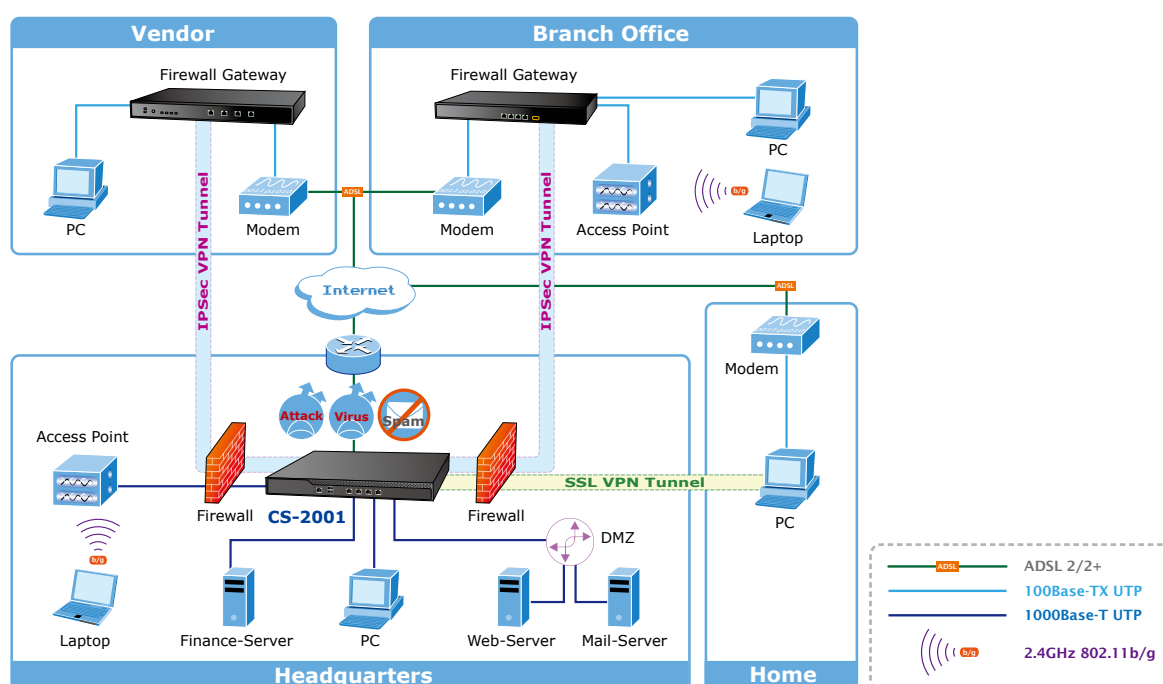 Vendor
Branch Office
Firewall Gateway
Firewall Gateway
PC
b/g
PC
Modem
ADSL
Modem
Access Point
Laptop
IPSec VPN Tunnel
IPSec VPN Tunnel
Internet
ADSL
Modem
Attack
Virus
Spam
Access Point
SSL VPN Tunnel
Firewall
CS-2001
Firewall
PC
DMZ
b/g
Laptop
Finance-Server
PC
Web-Server
Mail-Server
Headquarters
Home
ADSL
ADSL 2/2+
100Base-TX UTP
1000Base-T UTP
b/g
2.4GHz 802.11b/g